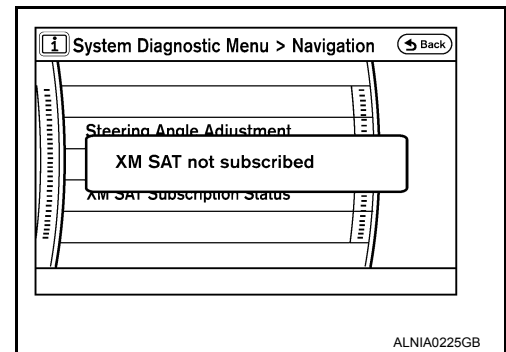 i System Diagnostic Menu > Navigation Back
Steering Angle Adjustment
XM SAT not subscribed
XM SAT Subscription Status
ALNIA0225GB